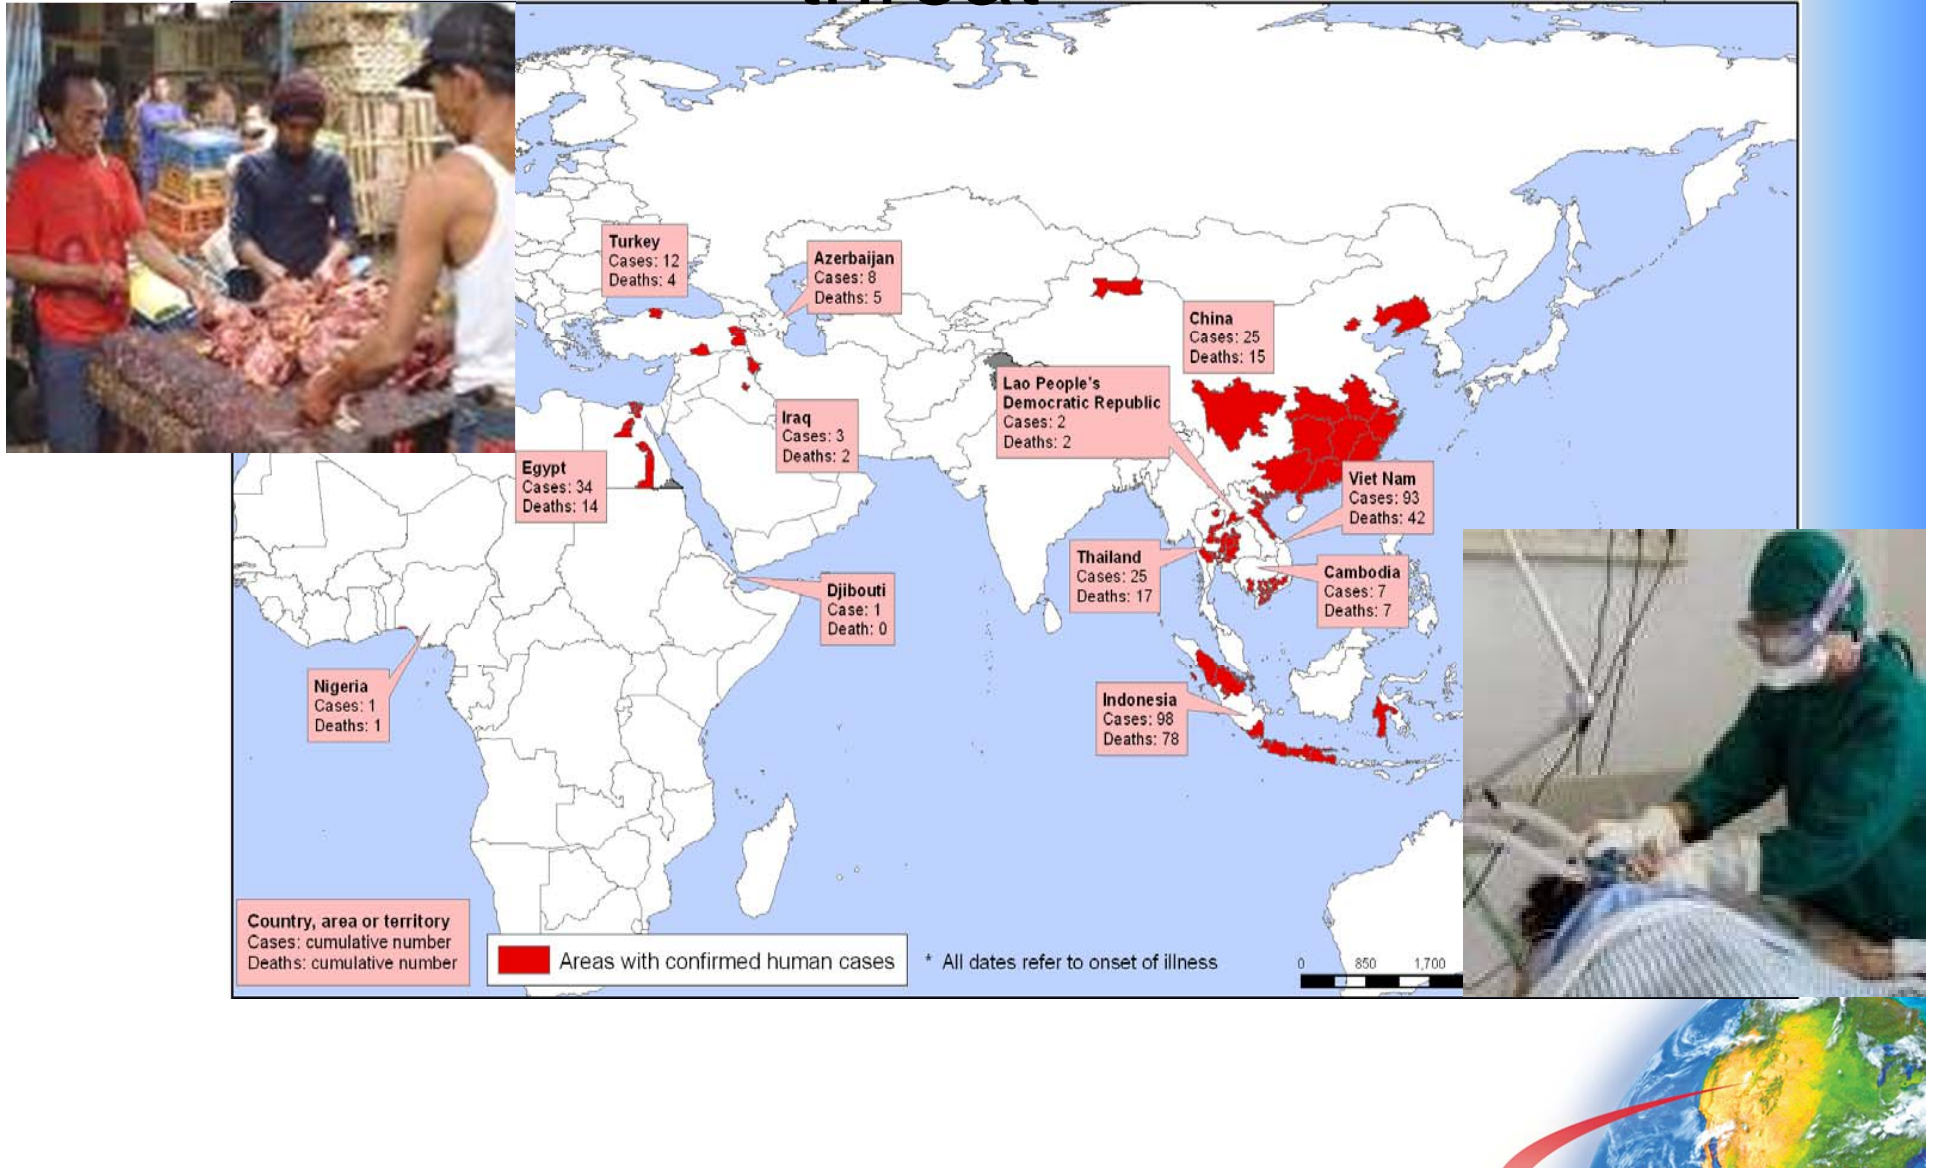 threat
Turkey
Cases: 12
Deaths: 4
Azerbaijan
Cases: 8
Deaths: 5
China
Cases: 25
Deaths: 15
Lao People's
Democratic Republic
Cases: 2
Deaths: 2
Iraq
Cases: 3
Deaths: 2
Egypt
Cases: 34
Deaths: 14
Viet Nam
Cases: 93
Deaths: 42
Thailand
Cases: 25
Deaths: 17
Cambodia
Cases: 7
Deaths: 7
Djibouti
Case: 1
Death: 0
Nigeria
Cases: 1
Deaths: 1
Indonesia
Cases: 98
Deaths: 78
Country, area or territory
Cases: cumulative number
Deaths: cumulative number
Areas with confirmed human cases
* All dates refer to onset of illness
0 850 1,700